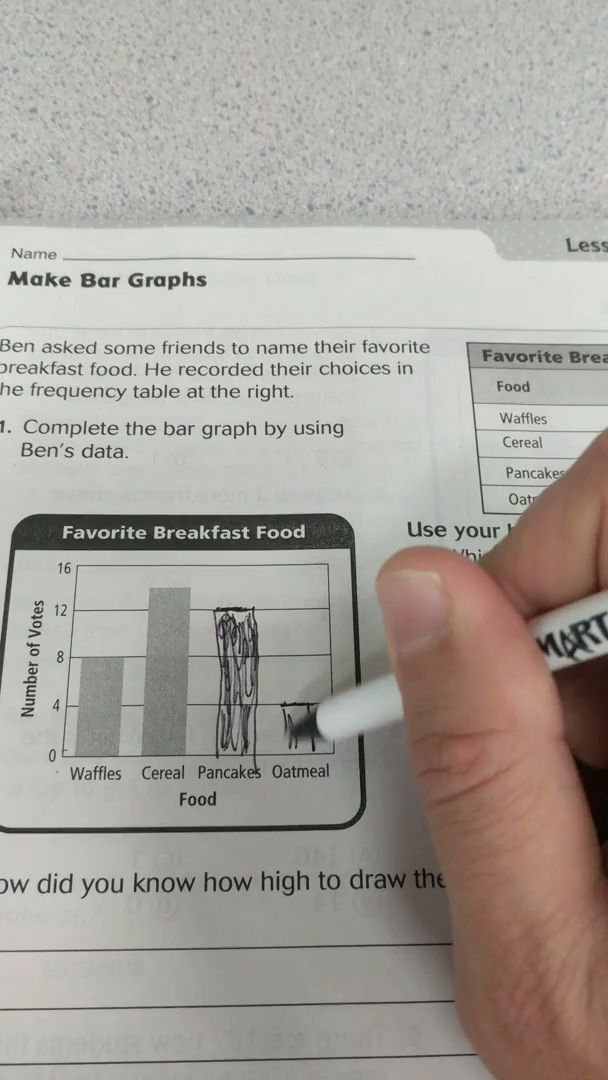 Name
Less
Make Bar Graphs
Ben asked some friends to name their favorite
breakfast food. He recorded their choices in
he frequency table at the right.
1. Complete the bar graph by using
Ben's data.
Favorite Brea
Food
Waffles
Cereal
Pancakes
Oat
Use your
Favorite Breakfast Food
Number of Votes
16
12
8
4
0
Waffles Cereal Pancakes Oatmeal
Food
MART
ow did you know how high to draw the